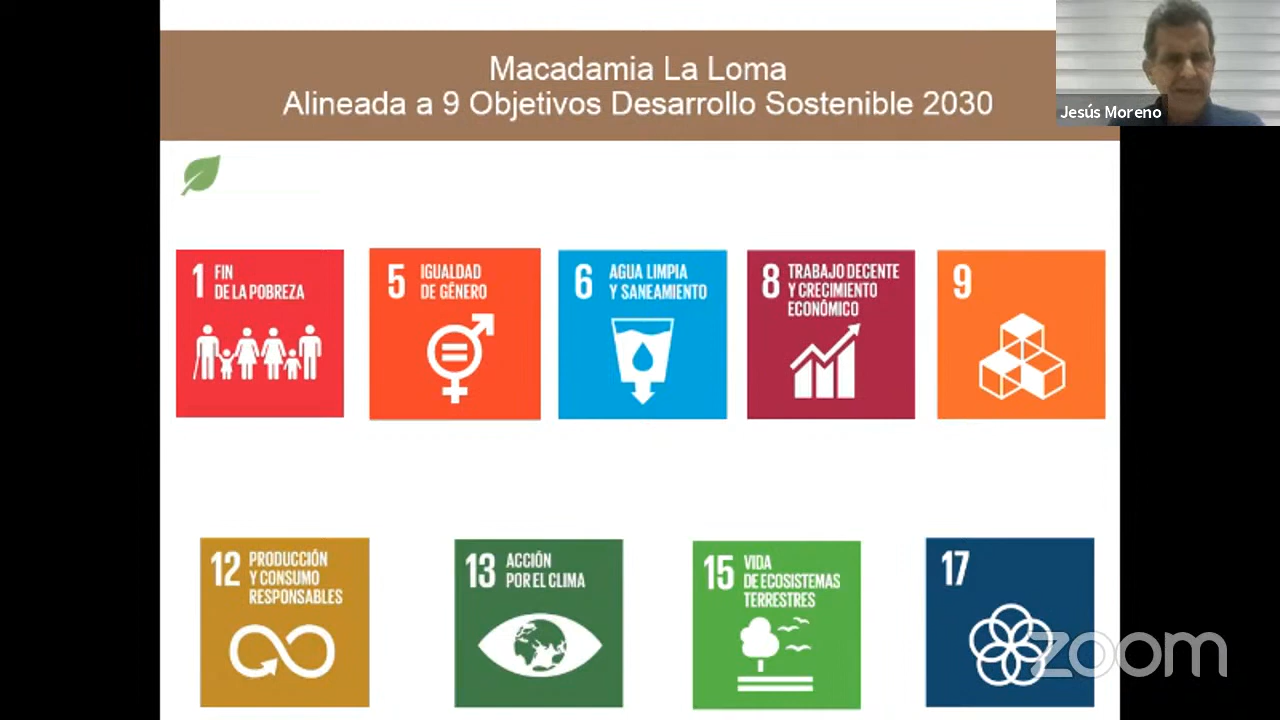 Macadamia La Loma
Alineada a 9 Objetivos Desarrollo Sostenible 2030
Jesús Moreno
1 FIN
DE LA POBREZA
5 IGUALDAD
DE GÉNERO
6 AGUA LIMPIA
Y SANEAMIENTO
8 TRABAJO DECENTE
Y CRECIMIENTO
ECONÓMICO
9
12 PRODUCCIÓN
Y CONSUMO
RESPONSABLES
13 ACCIÓN
POR EL CLIMA
15 VIDA
DE ECOSISTEMAS
TERRESTRES
17
zoom